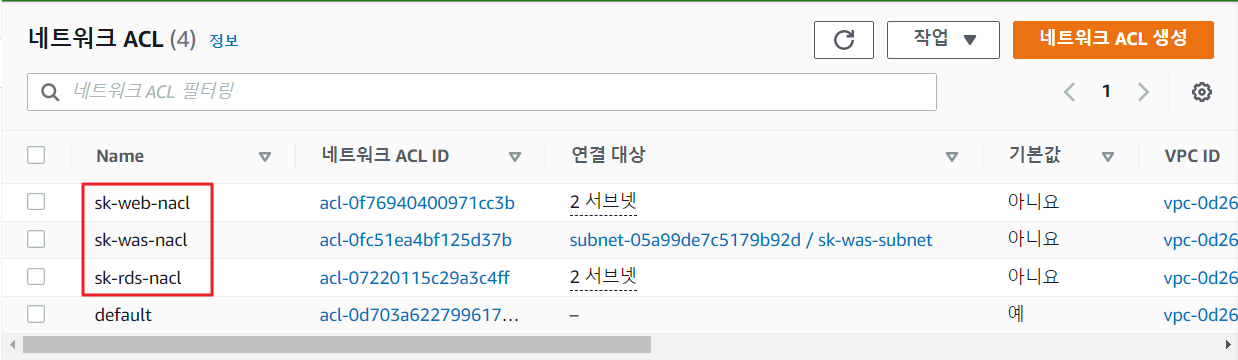 네트워크 ACL (4) 정보
작업 네트워크 ACL 생성
네트워크 ACL 필터링
1
Name 네트워크 ACL ID 연결 대상 기본값 VPC ID
sk-web-nacl acl-0f76940400971cc3b 2 서브넷 아니요 vpc-0d26
sk-was-nacl acl-0fc51ea4bf125d37b subnet-05a99de7c5179b92d / sk-was-subnet 아니요 vpc-0d26
sk-rds-nacl acl-07220115c29a3c4ff 2 서브넷 아니요 vpc-0d26
default acl-0d703a622799617… – 예 vpc-0d26